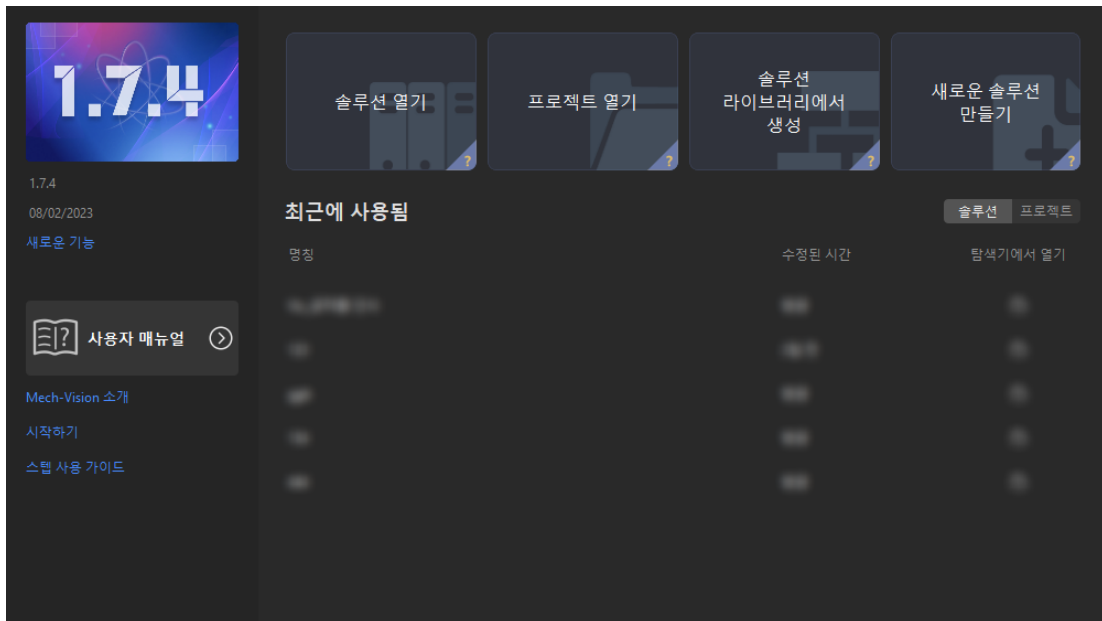 1.7.4
1.7.4
08/02/2023
새로운 기능
사용자 매뉴얼
Mech-Vision 소개
시작하기
스텝 사용 가이드
솔루션 열기
?
프로젝트 열기
?
솔루션
라이브러리에서
생성
?
새로운 솔루션
만들기
?
최근에 사용됨
솔루션 프로젝트
명칭 수정된 시간 탐색기에서 열기